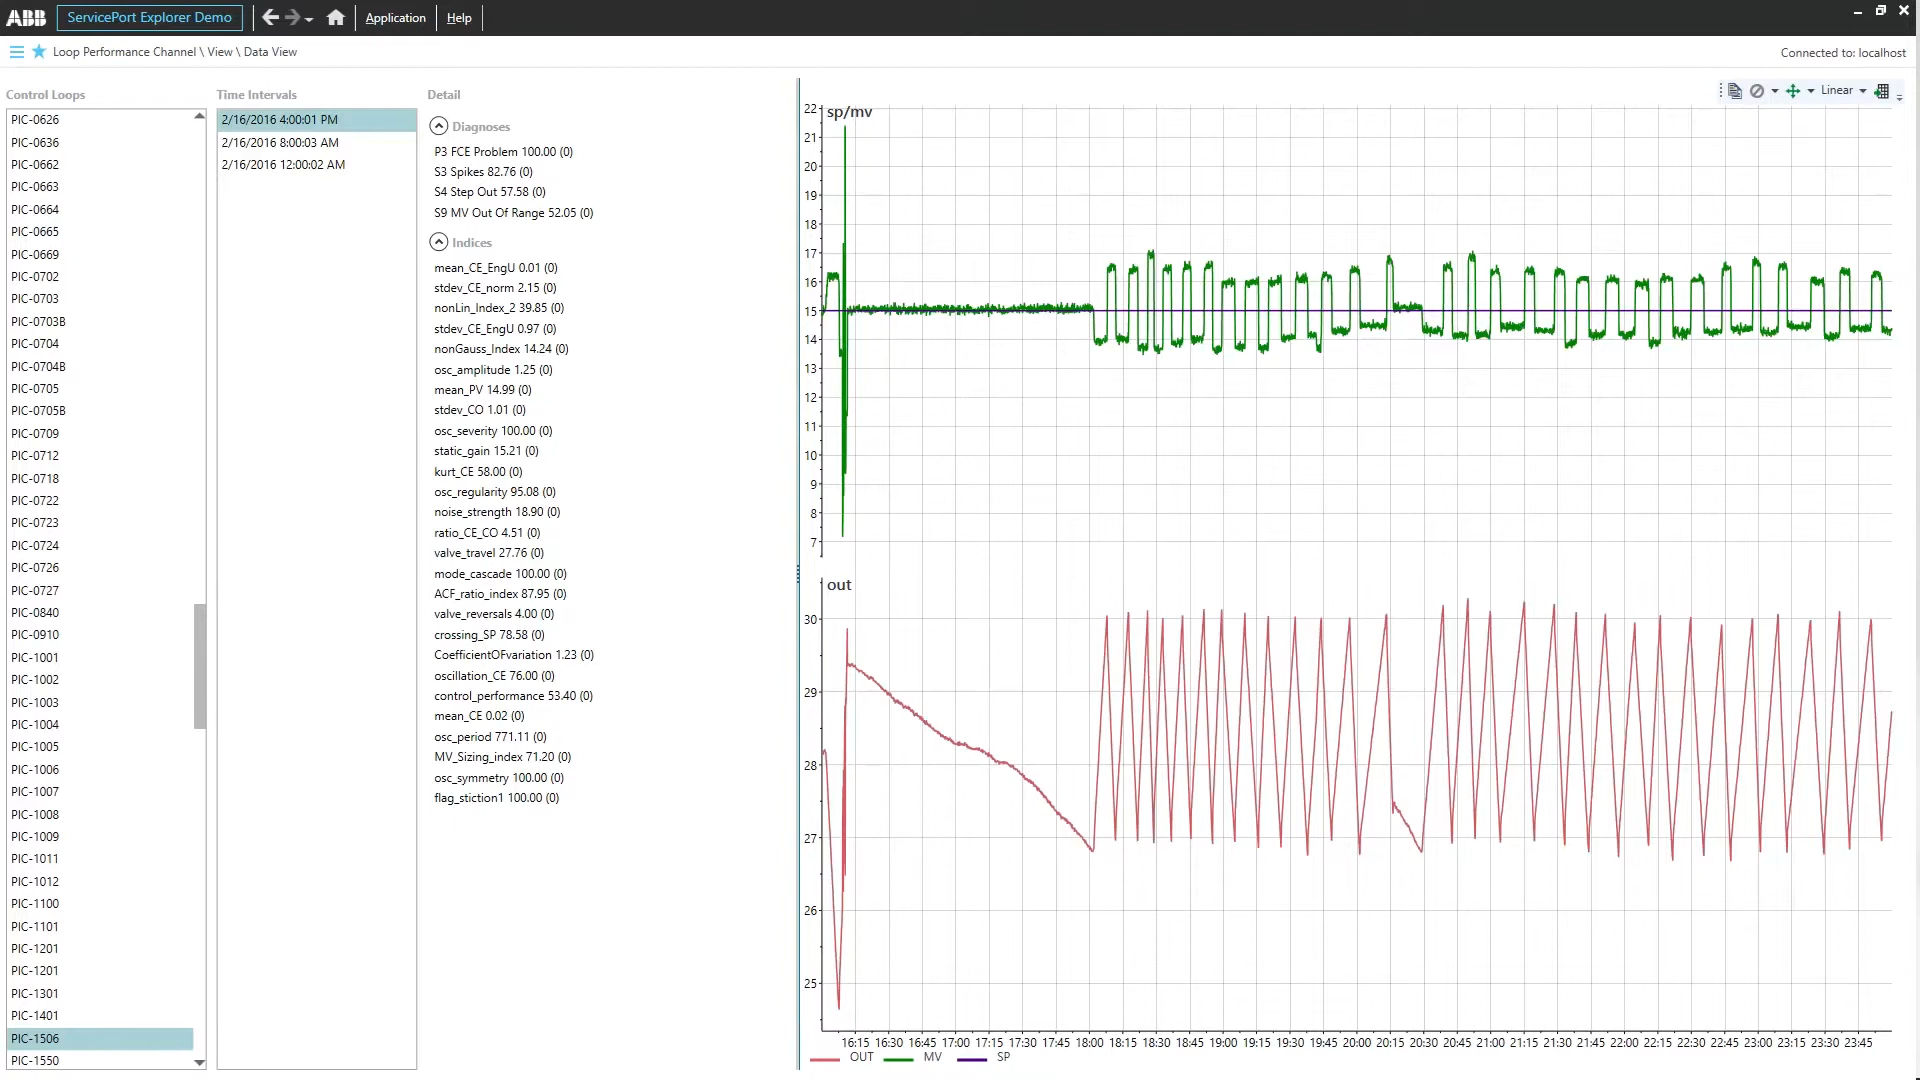 ABB ServicePort Explorer Demo Application Help
Loop Performance Channel \ View \ Data View Connected to: localhost
Control Loops
PIC-0626
PIC-0636
PIC-0662
PIC-0663
PIC-0664
PIC-0665
PIC-0669
PIC-0702
PIC-0703
PIC-0703B
PIC-0704
PIC-0704B
PIC-0705
PIC-0705B
PIC-0709
PIC-0712
PIC-0718
PIC-0722
PIC-0723
PIC-0724
PIC-0726
PIC-0727
PIC-0840
PIC-0910
PIC-1001
PIC-1002
PIC-1003
PIC-1004
PIC-1005
PIC-1006
PIC-1007
PIC-1008
PIC-1009
PIC-1011
PIC-1012
PIC-1100
PIC-1101
PIC-1201
PIC-1201
PIC-1301
PIC-1401
PIC-1506
PIC-1550
Time Intervals
2/16/2016 4:00:01 PM
2/16/2016 8:00:03 AM
2/16/2016 12:00:02 AM
Detail
Diagnoses
P3 FCE Problem 100.00 (0)
S3 Spikes 82.76 (0)
S4 Step Out 57.58 (0)
S9 MV Out Of Range 52.05 (0)
Indices
mean_CE_EngU 0.01 (0)
stdev_CE_norm 2.15 (0)
nonLin_Index_2 39.85 (0)
stdev_CE_EngU 0.97 (0)
nonGauss_Index 14.24 (0)
osc_amplitude 1.25 (0)
mean_PV 14.99 (0)
stdev_CO 1.01 (0)
osc_severity 100.00 (0)
static_gain 15.21 (0)
kurt_CE 58.00 (0)
osc_regularity 95.08 (0)
noise_strength 18.90 (0)
ratio_CE_CO 4.51 (0)
valve_travel 27.76 (0)
mode_cascade 100.00 (0)
ACF_ratio_index 87.95 (0)
valve_reversals 4.00 (0)
crossing_SP 78.58 (0)
CoefficientOFvariation 1.23 (0)
oscillation_CE 76.00 (0)
control_performance 53.40 (0)
mean_CE 0.02 (0)
osc_period 771.11 (0)
MV_Sizing_index 71.20 (0)
osc_symmetry 100.00 (0)
flag_stiction1 100.00 (0)
Linear
sp/mv
22
21
20
19
18
17
16
15
14
13
12
11
10
9
8
7
out
30
29
28
27
26
25
16:15 16:30 16:45 17:00 17:15 17:30 17:45 18:00 18:15 18:30 18:45 19:00 19:15 19:30 19:45 20:00 20:15 20:30 20:45 21:00 21:15 21:30 21:45 22:00 22:15 22:30 22:45 23:00 23:15 23:30 23:45
OUT MV SP